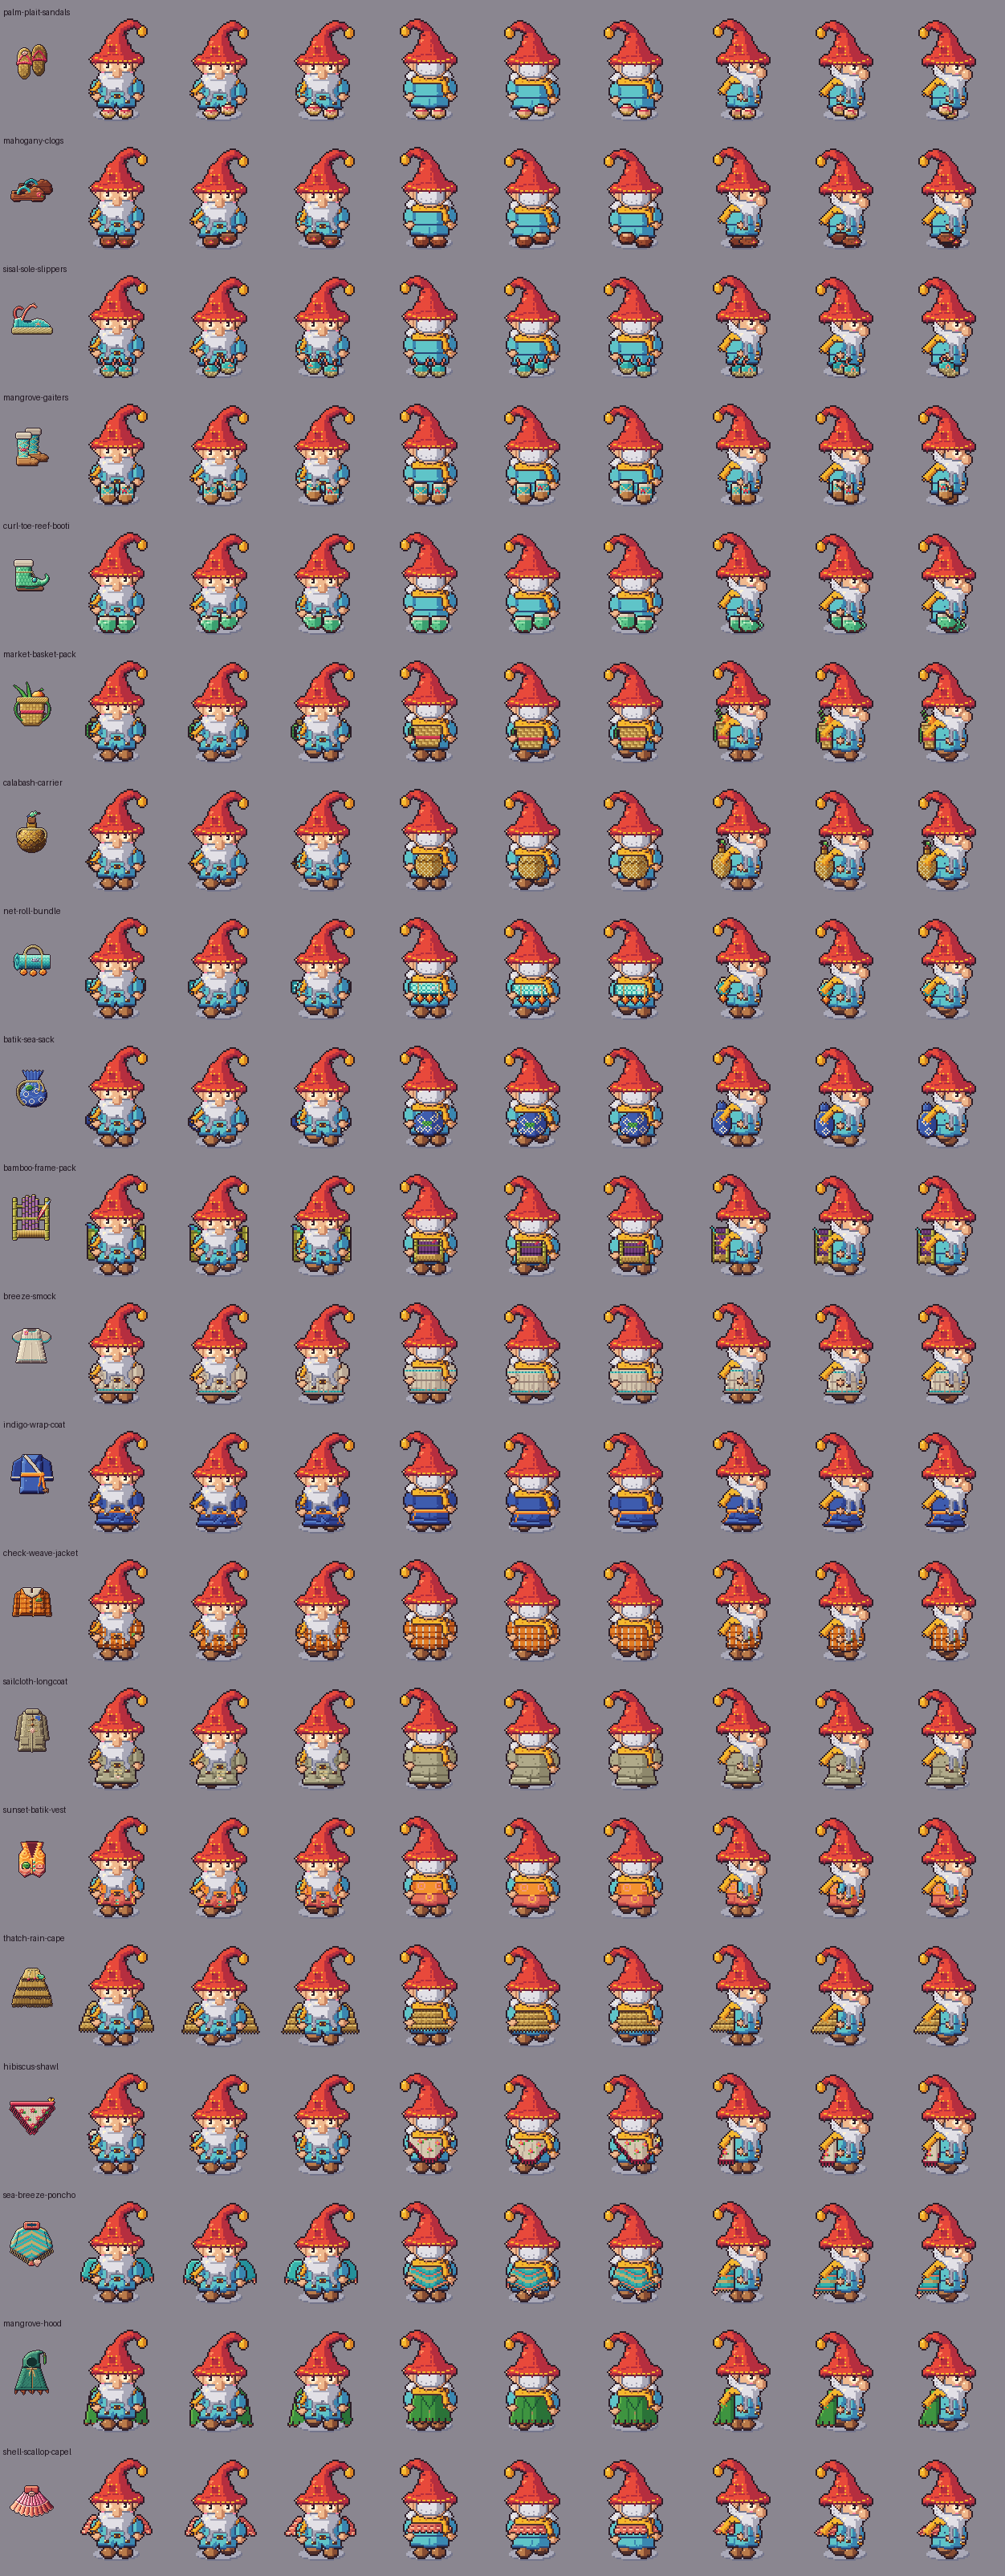 palm-plait-sandals
mahogany-clogs
sisal-sole-slippers
mangrove-gaiters
curl-toe-reef-booti
market-basket-pack
calabash-carrier
net-roll-bundle
batik-sea-sack
bamboo-frame-pack
breeze-smock
indigo-wrap-coat
check-weave-jacket
sailcloth-longcoat
sunset-batik-vest
thatch-rain-cape
hibiscus-shawl
sea-breeze-poncho
mangrove-hood
shell-scallop-capel